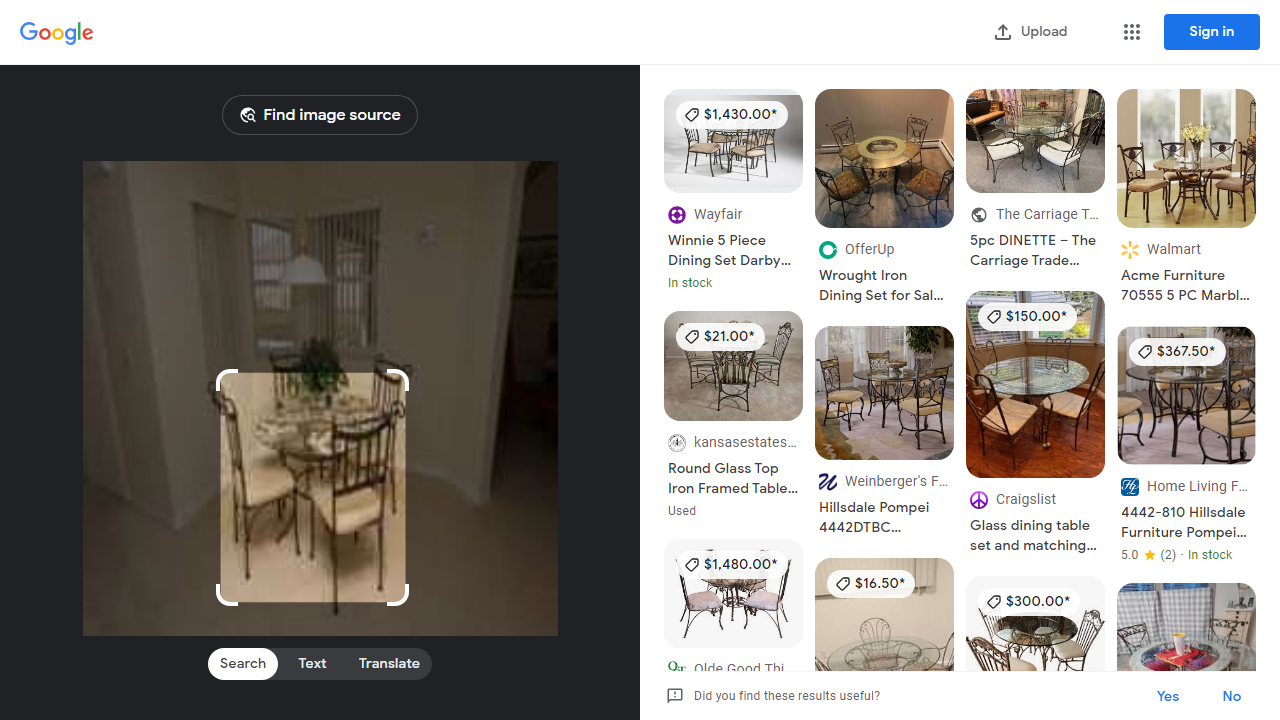 Google
Upload
Sign in
Find image source
Search
Text
Translate
$1,430.00*
Wayfair
Winnie 5 Piece
Dining Set Darby...
In stock
$21.00*
kansasestates...
Round Glass Top
Iron Framed Table...
Used
$1,480.00*
Olde Good Thi
OfferUp
Wrought Iron
Dining Set for Sal...
Weinberger's F...
Hillsdale Pompei
4442DTBC...
$16.50*
The Carriage T...
5pc DINETTE – The
Carriage Trade...
$150.00*
Craigslist
Glass dining table
set and matching...
$300.00*
Walmart
Acme Furniture
70555 5 PC Marbl...
$367.50*
Home Living F...
4442-810 Hillsdale
Furniture Pompei...
5.0 ★ (2) · In stock
Did you find these results useful?
Yes
No